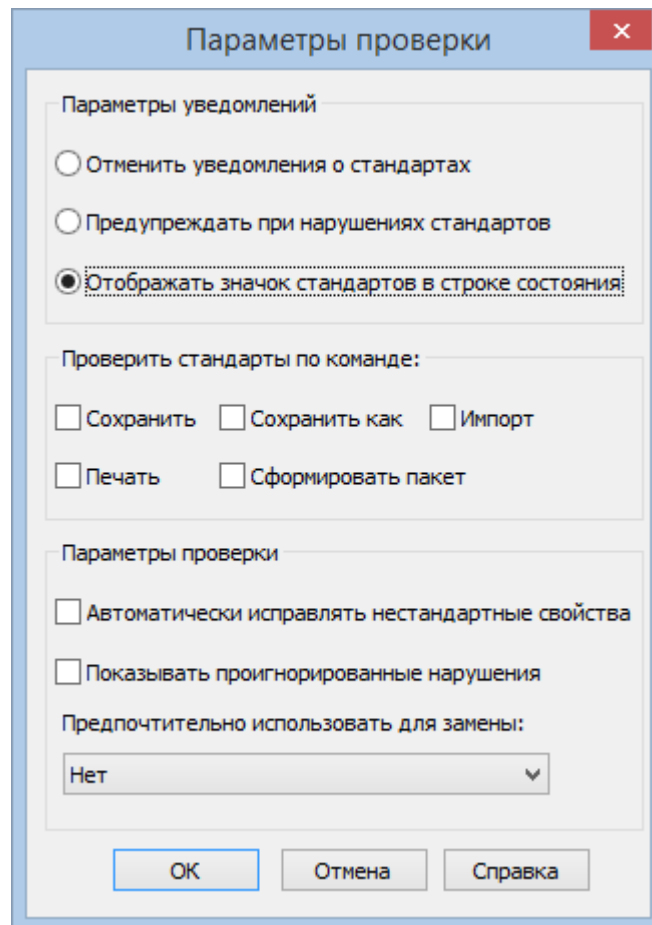 Параметры проверки
Параметры уведомлений
Отменить уведомления о стандартах
Предупреждать при нарушениях стандартов
Отображать значок стандартов в строке состояния
Проверить стандарты по команде:
Сохранить Сохранить как Импорт
Печать Сформировать пакет
Параметры проверки
Автоматически исправлять нестандартные свойства
Показывать проигнорированные нарушения
Предпочтительно использовать для замены:
Нет
ОК Отмена Справка